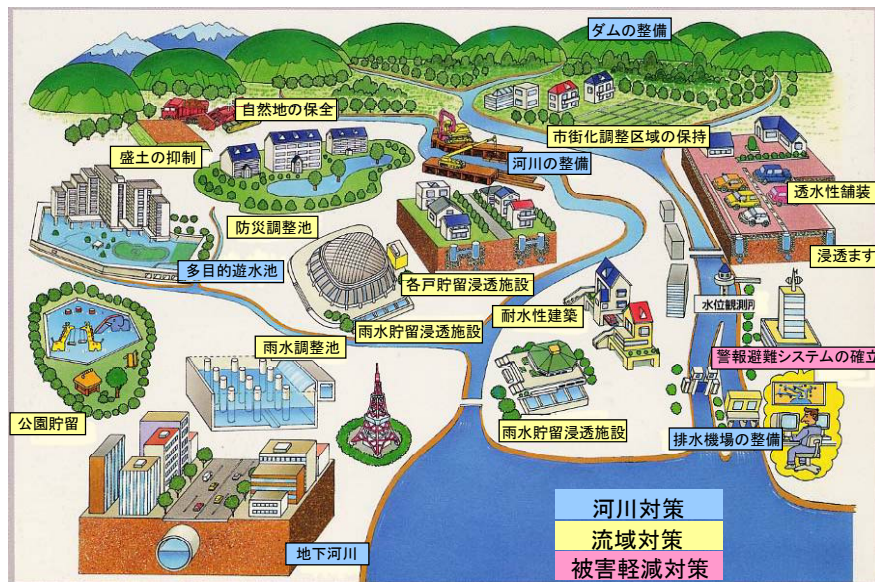 ダムの整備
自然地の保全
市街化調整区域の保持
盛土の抑制
河川の整備
透水性舗装
防災調整池
浸透ます
多目的遊水池
各戸貯留浸透施設
水位観測所
耐水性建築
雨水貯留浸透施設
雨水調整池
警報避難システムの確立
公園貯留
雨水貯留浸透施設
排水機場の整備
地下河川
河川対策
流域対策
被害軽減対策